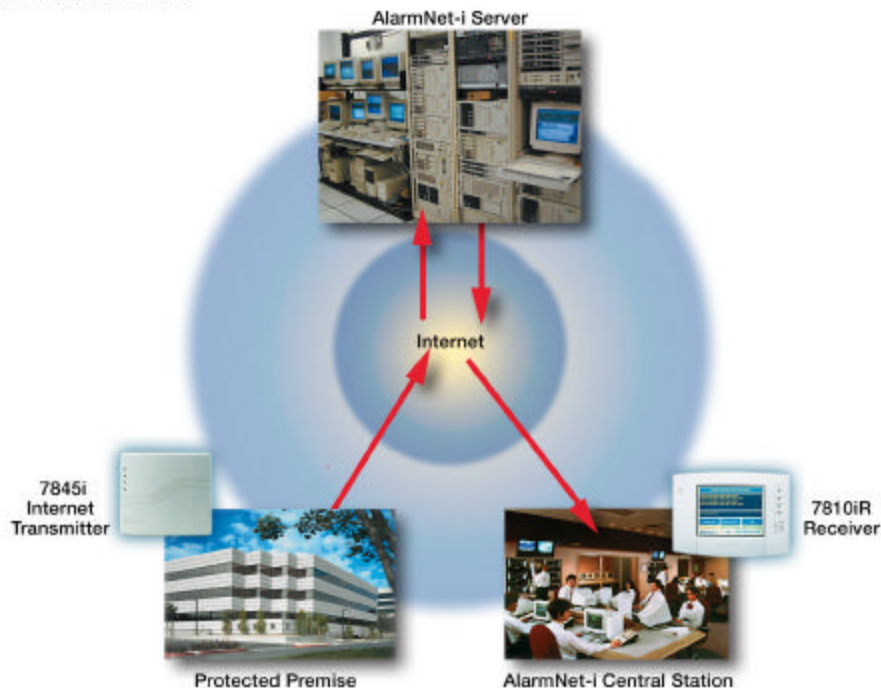 AlarmNet-i Server
Internet
7845i
Internet
Transmitter
7810iR
Receiver
Protected Premise
AlarmNet-i Central Station